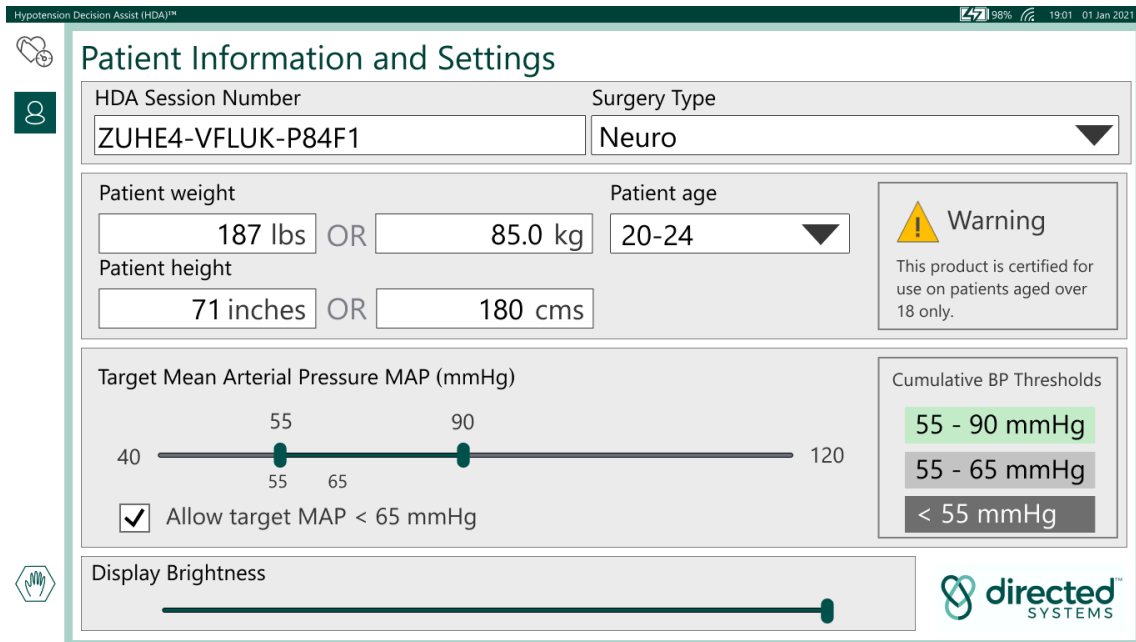 Hypotension Decision Assist (HDA)™ 98% 19:01 01 Jan 2021
Patient Information and Settings
HDA Session Number
ZUHE4-VFLUK-P84F1
Surgery Type
Neuro
Patient weight
187 lbs OR 85.0 kg
Patient height
71 inches OR 180 cms
Patient age
20-24
Warning
This product is certified for
use on patients aged over
18 only.
Target Mean Arterial Pressure MAP (mmHg)
55 90
40 120
55 65
Allow target MAP < 65 mmHg
Cumulative BP Thresholds
55 - 90 mmHg
55 - 65 mmHg
< 55 mmHg
Display Brightness
directed™
SYSTEMS